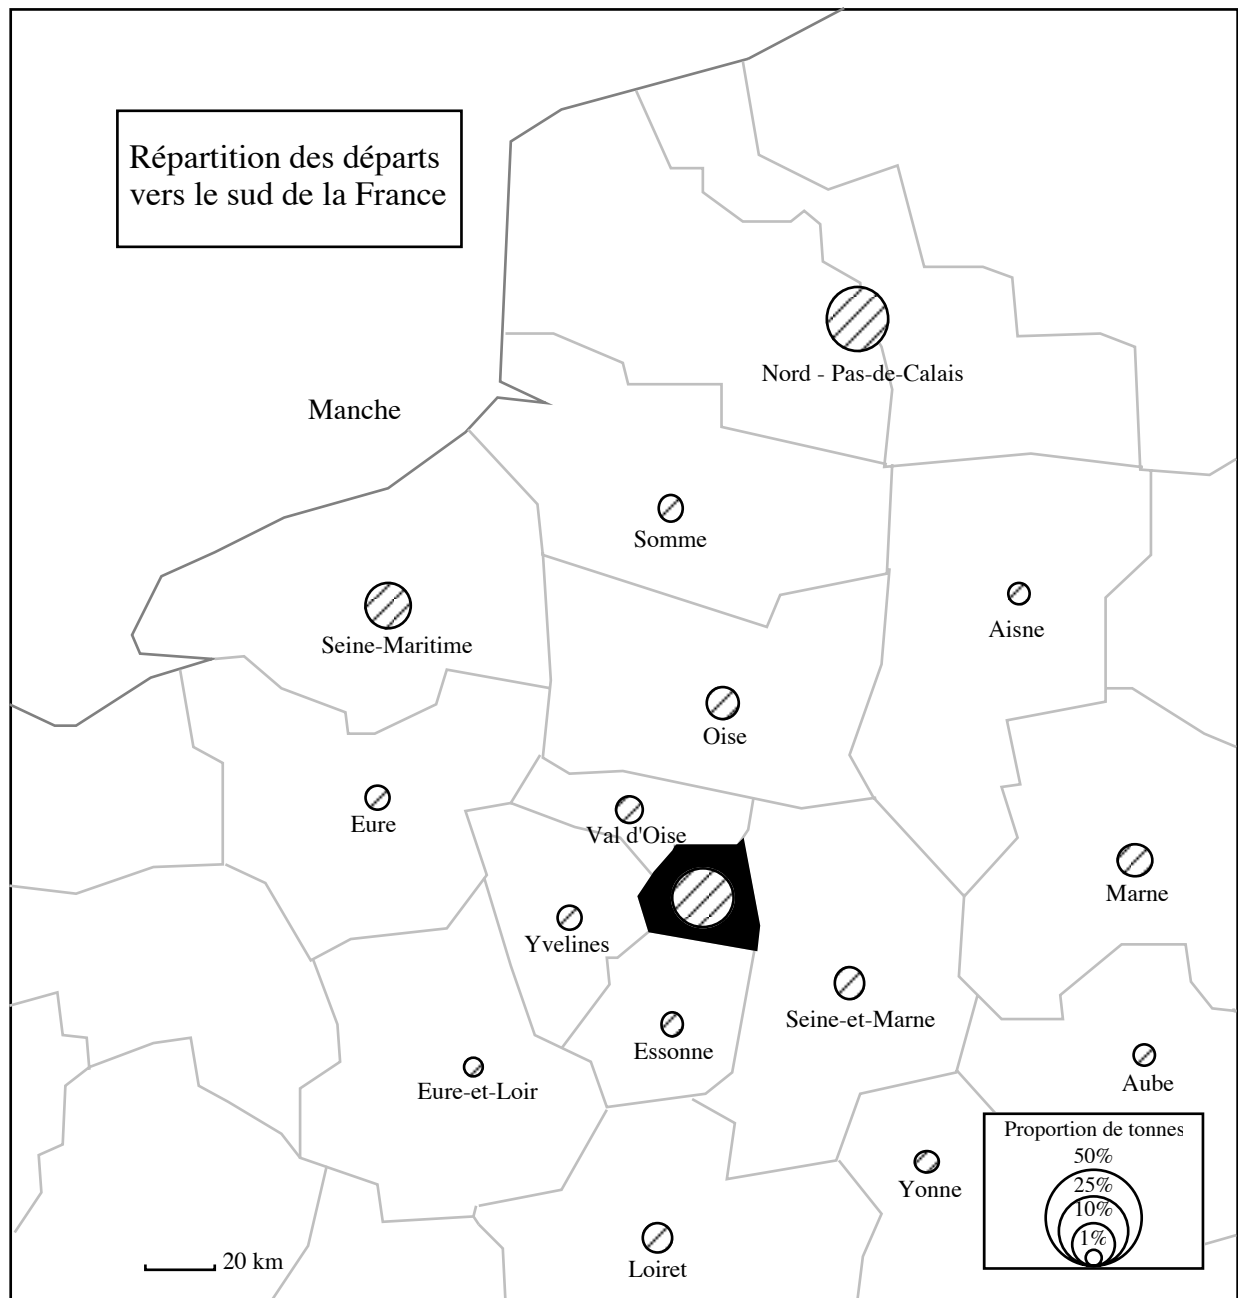 Répartition des départs
vers le sud de la France
Nord - Pas-de-Calais
Manche
Somme
Aisne
Seine-Maritime
Oise
Eure
Val d'Oise
Marne
Yvelines
Seine-et-Marne
Essonne
Aube
Eure-et-Loir
Proportion de tonnes
50%
25%
10%
1%
Yonne
20 km
Loiret